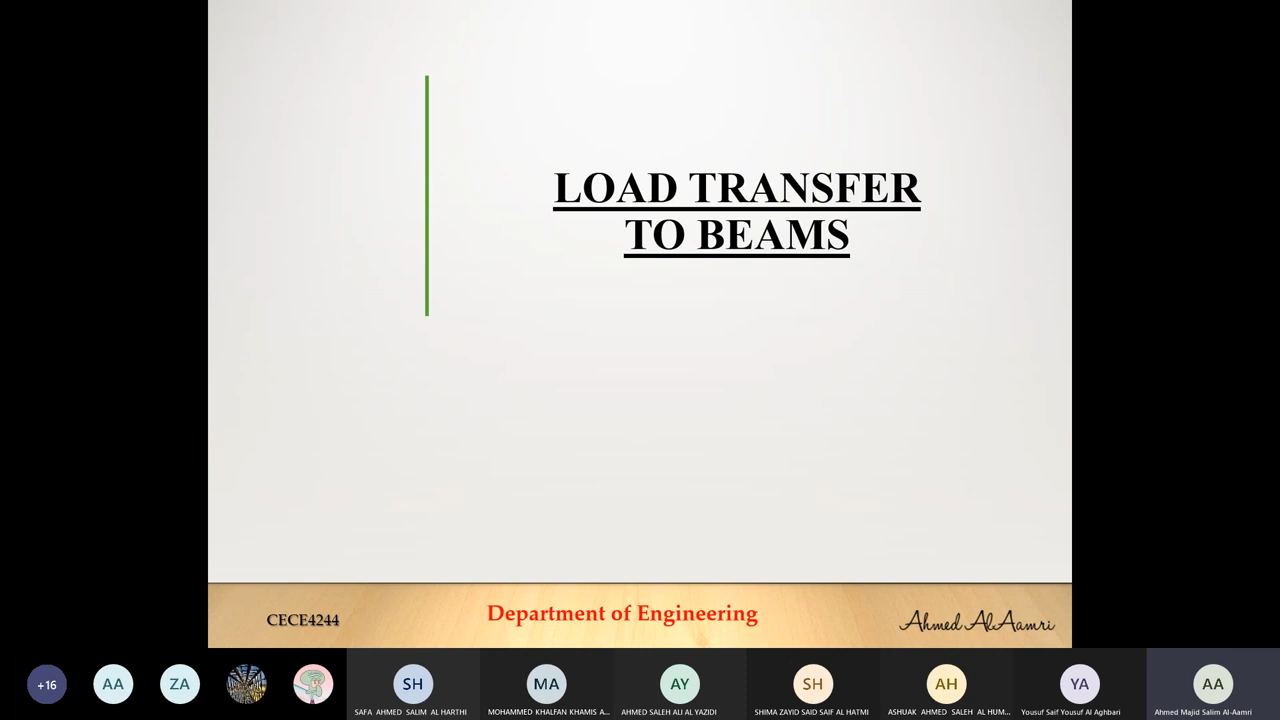 LOAD TRANSFER
TO BEAMS
CECE4244
Department of Engineering
Ahmed AlAamri
+16
AA
ZA
SH
MA
AY
SH
AH
YA
AA
SAFA AHMED SALIM AL HARTHI
MOHAMMED KHALFAN KHAMIS A...
AHMED SALEH ALI AL YAZIDI
SHIMA ZAYID SAID SAIF AL HATMI
ASHUAK AHMED SALEH AL HUM...
Yousuf Saif Yousuf Al Aghbari
Ahmed Majid Salim Al-Aamri